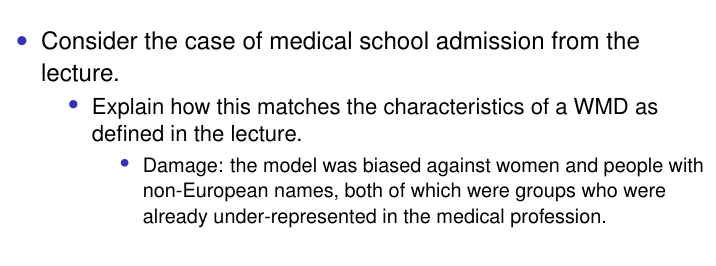 • Consider the case of medical school admission from the
lecture.
• Explain how this matches the characteristics of a WMD as
defined in the lecture.
• Damage: the model was biased against women and people with
non-European names, both of which were groups who were
already under-represented in the medical profession.